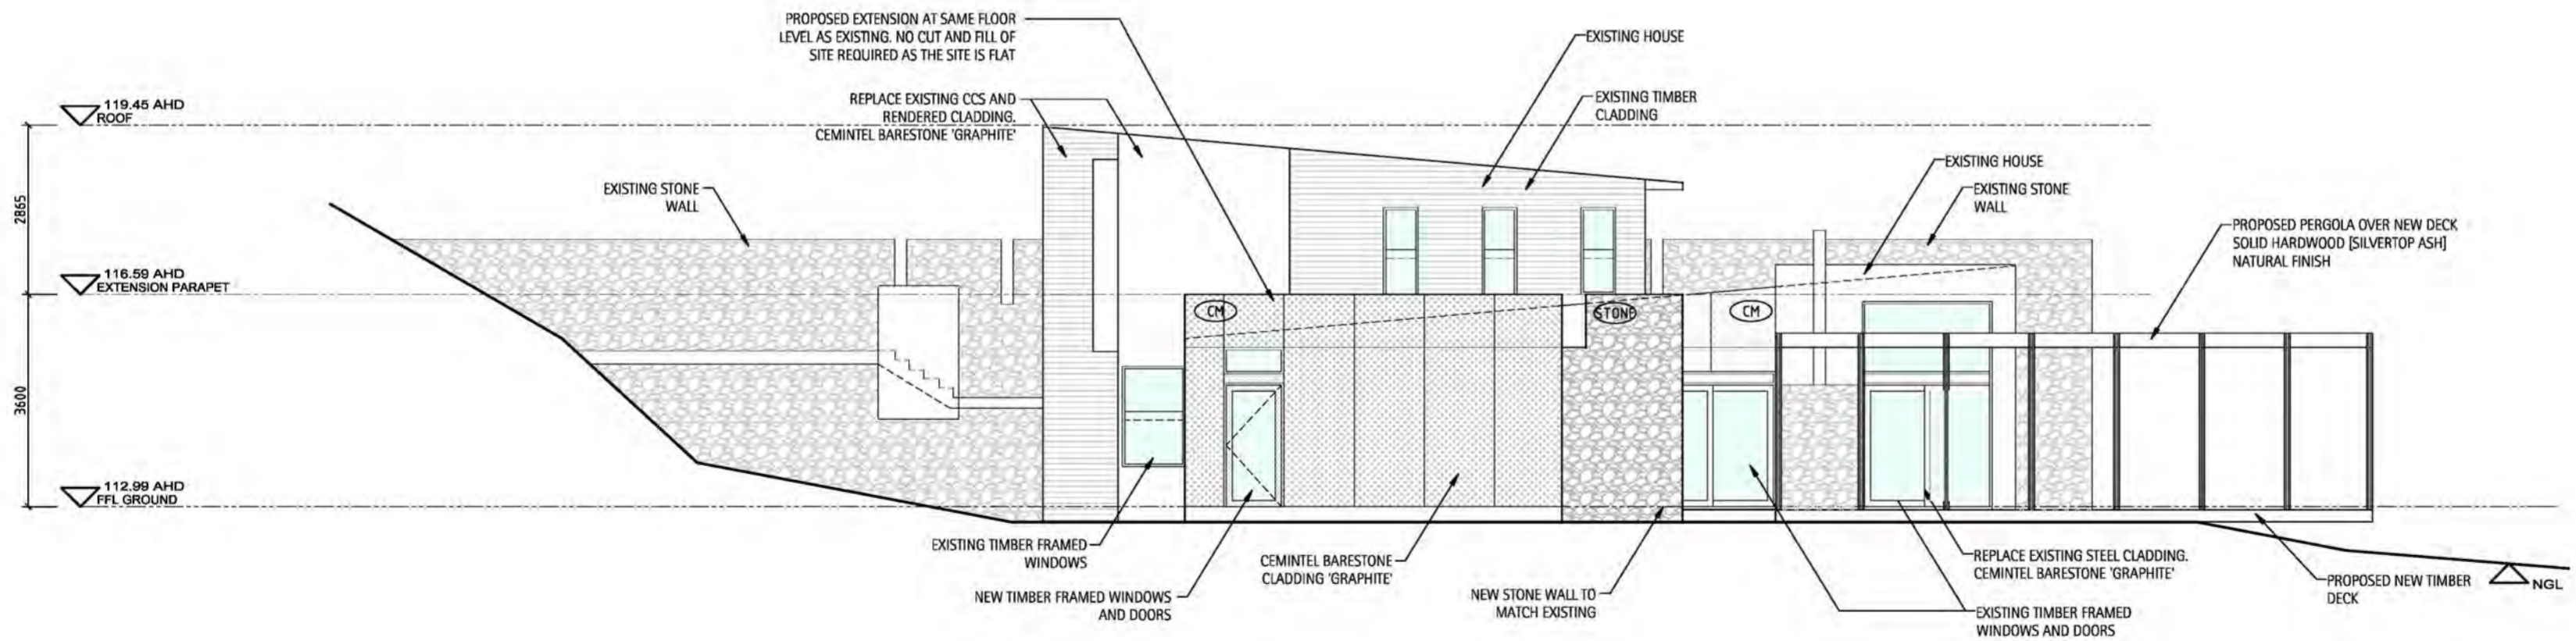 PROPOSED EXTENSION AT SAME FLOOR
LEVEL AS EXISTING. NO CUT AND FILL OF
SITE REQUIRED AS THE SITE IS FLAT
EXISTING HOUSE
119.45 AHD
ROOF
REPLACE EXISTING CCS AND
RENDERED CLADDING.
CEMINTEL BARESTONE 'GRAPHITE'
EXISTING TIMBER
CLADDING
EXISTING HOUSE
EXISTING STONE
WALL
EXISTING STONE
WALL
2865
PROPOSED PERGOLA OVER NEW DECK
SOLID HARDWOOD [SILVERTOP ASH]
NATURAL FINISH
116.59 AHD
EXTENSION PARAPET
CM
STONE
CM
3600
112.99 AHD
FFL GROUND
EXISTING TIMBER FRAMED
WINDOWS
NEW TIMBER FRAMED WINDOWS
AND DOORS
CEMINTEL BARESTONE
CLADDING 'GRAPHITE'
NEW STONE WALL TO
MATCH EXISTING
REPLACE EXISTING STEEL CLADDING.
CEMINTEL BARESTONE 'GRAPHITE'
EXISTING TIMBER FRAMED
WINDOWS AND DOORS
PROPOSED NEW TIMBER
DECK
NGL